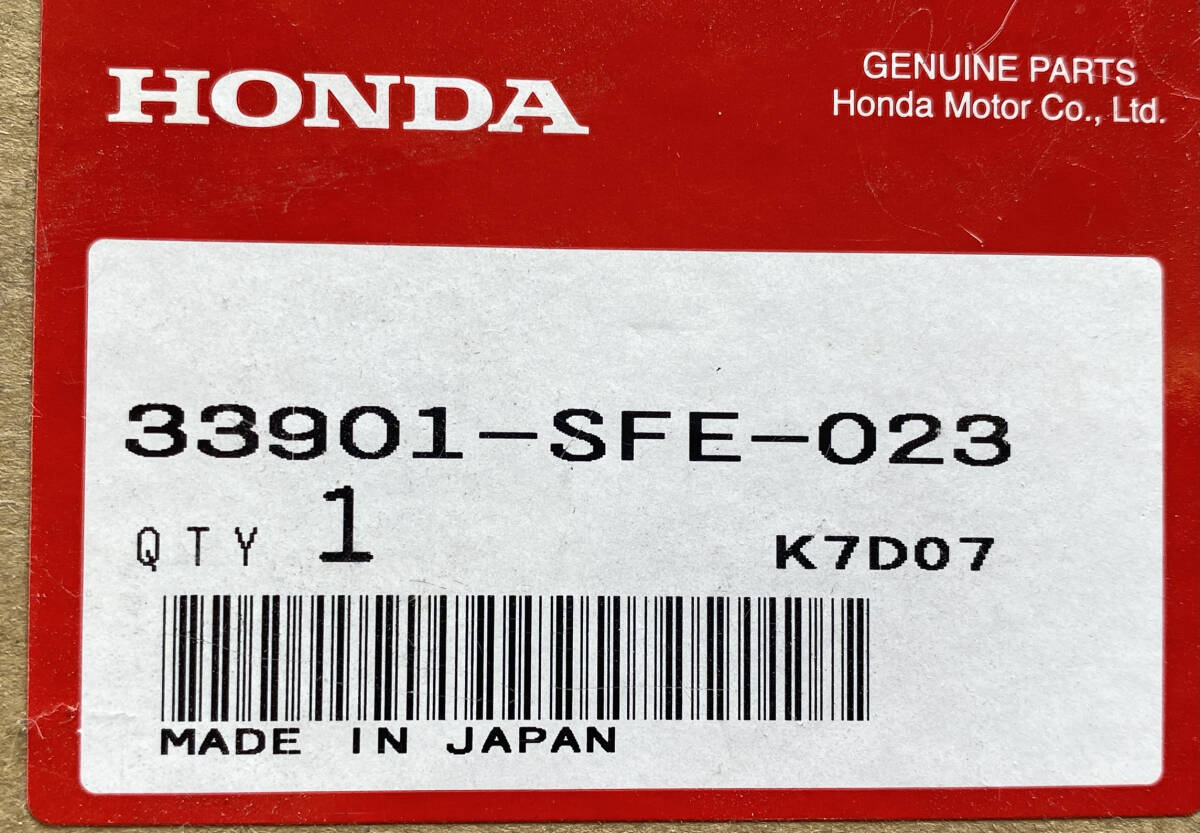 HONDA
GENUINE PARTS
Honda Motor Co., Ltd.
33901-SFE-023
QTY 1
K7D07
MADE IN JAPAN